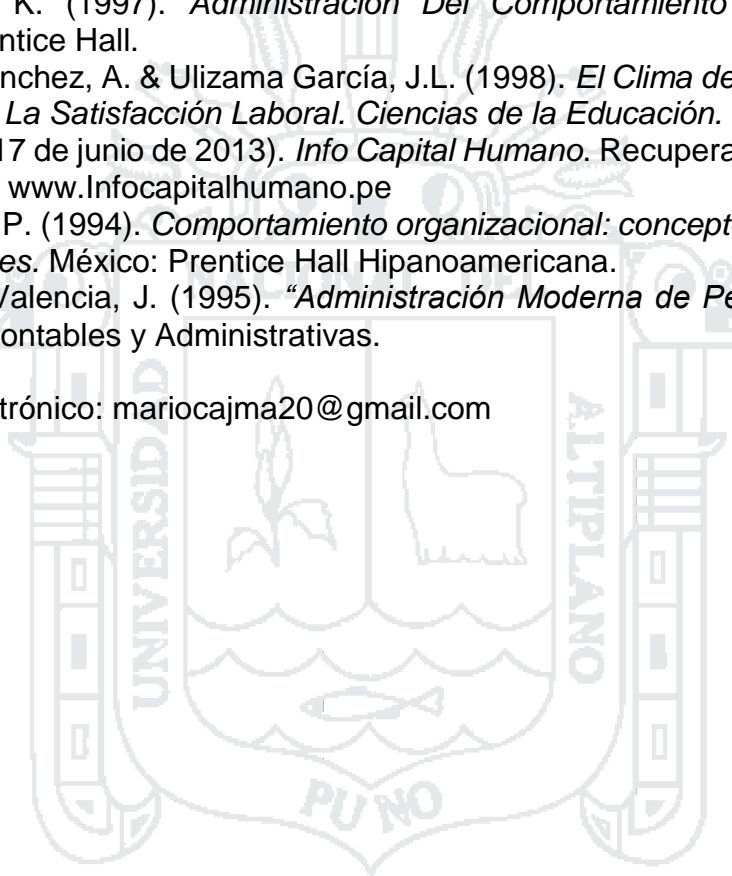 K. (1997). Administración Del Comportamiento
ntice Hall.
nchez, A. & Ulizama García, J.L. (1998). El Clima de
La Satisfacción Laboral. Ciencias de la Educación.
17 de junio de 2013). Info Capital Humano. Recupera
www.Infocapitalhumano.pe
P. (1994). Comportamiento organizacional: concept
es. México: Prentice Hall Hipanoamericana.
Valencia, J. (1995). “Administración Moderna de Pe
ontables y Administrativas.
trónico: mariocajma20@gmail.com
NACIONAL DEL
UNIVERSIDAD
ALTIPLANO
PUNO